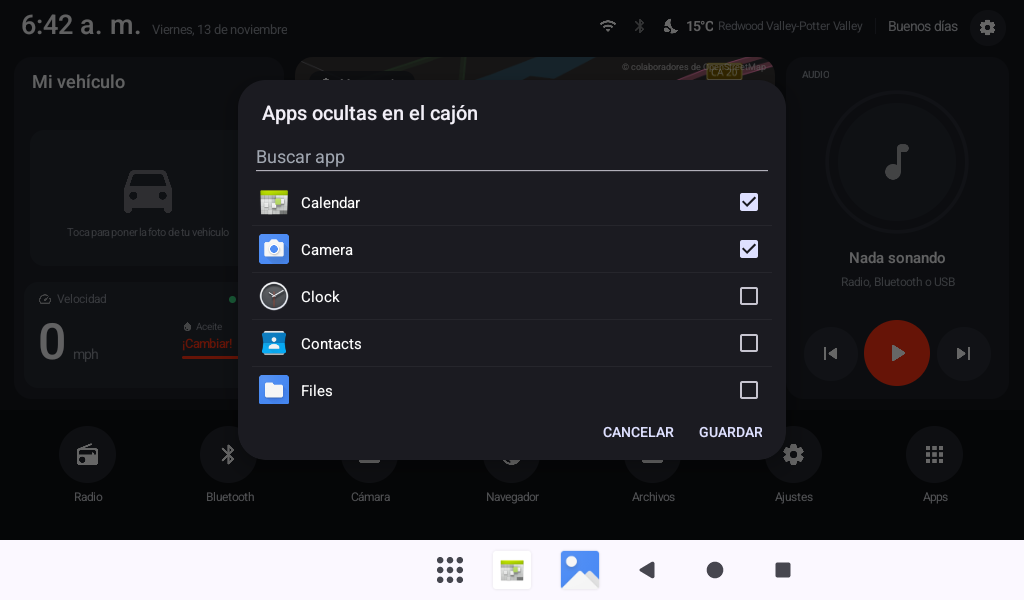 6:42 a. m.
Viernes, 13 de noviembre
15°C Redwood Valley-Potter Valley
Buenos días
Mi vehículo
© colaboradores de OpenStreetMap
CA 20
AUDIO
Apps ocultas en el cajón
Buscar app
Calendar
Camera
Clock
Contacts
Files
CANCELAR
GUARDAR
Toca para poner la foto de tu vehículo
Velocidad
0 mph
Aceite
¡Cambiar!
Nada sonando
Radio, Bluetooth o USB
Radio
Bluetooth
Cámara
Navegador
Archivos
Ajustes
Apps